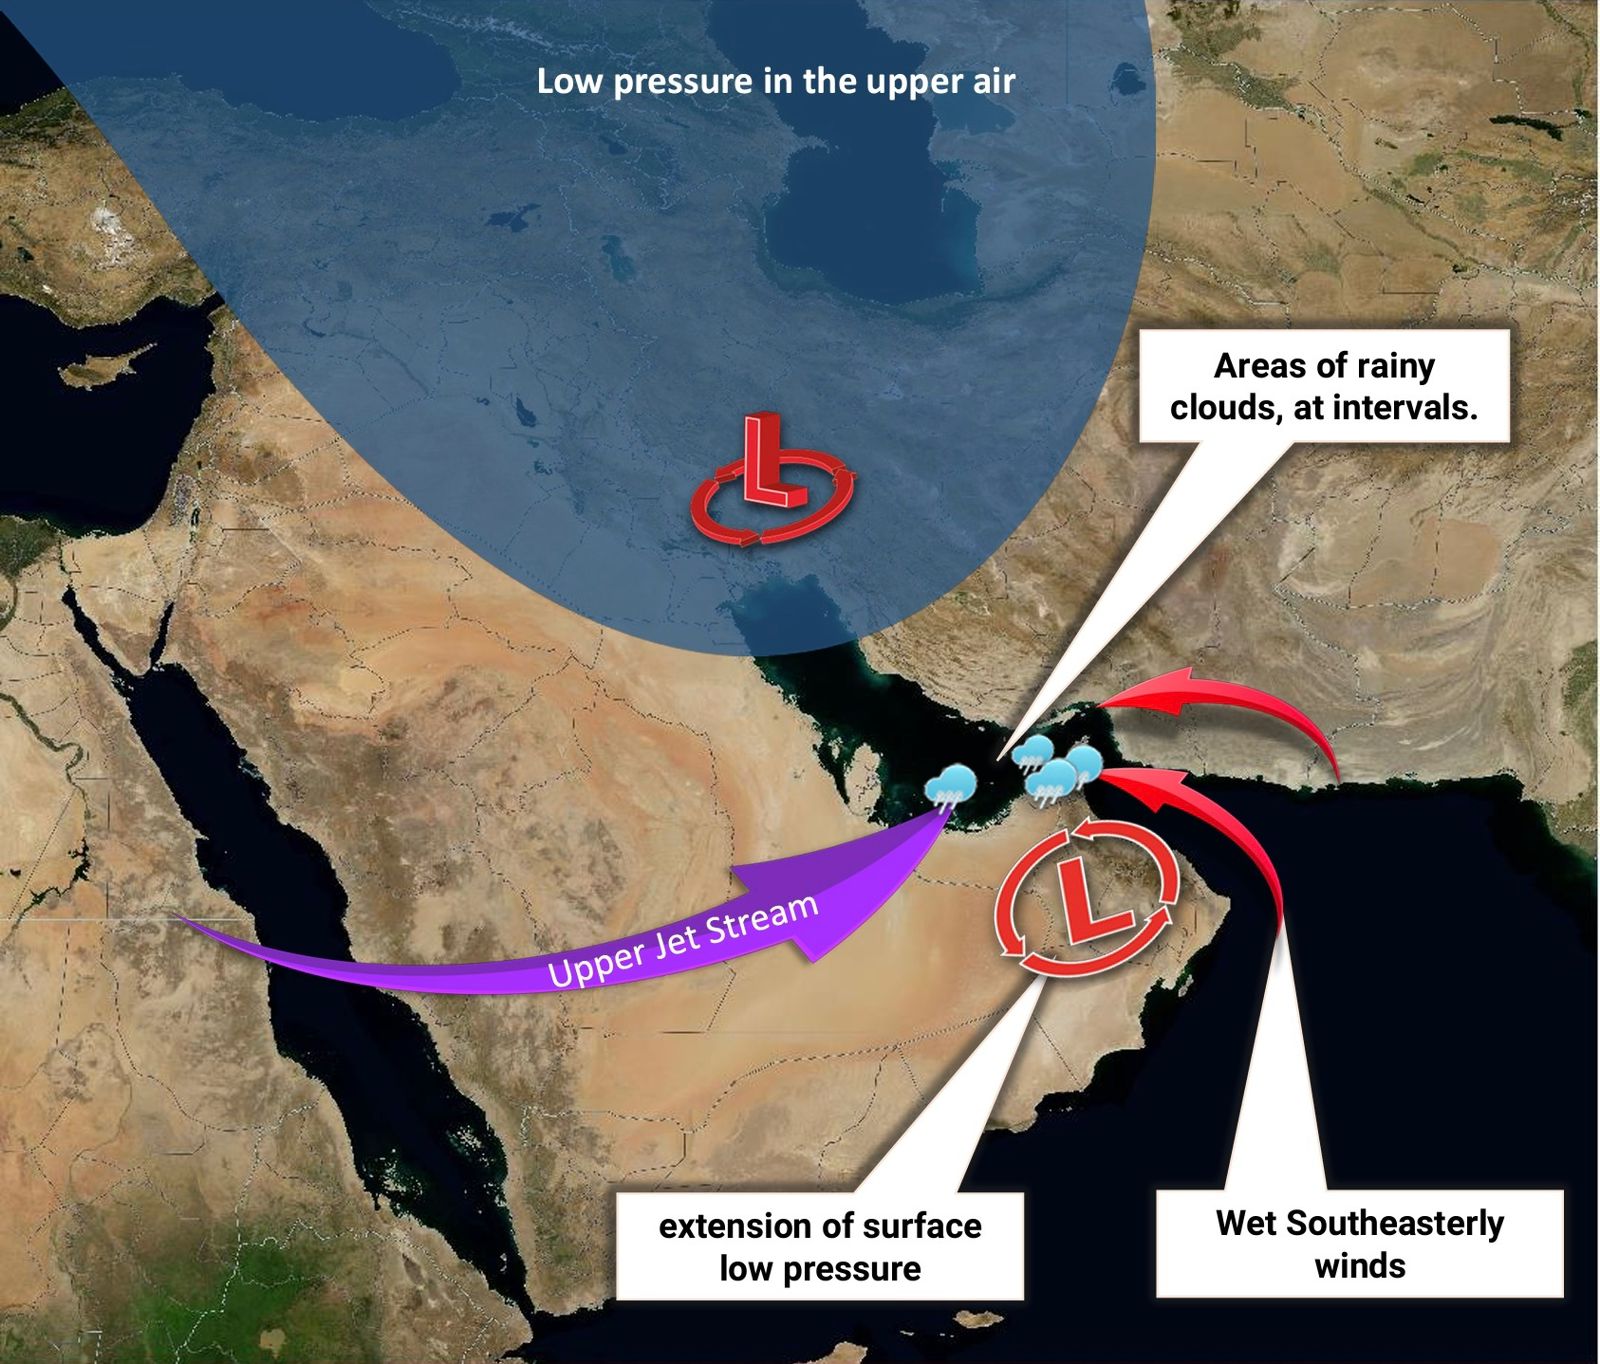 Low pressure in the upper air
Areas of rainy
clouds, at intervals.
L
L
Upper Jet Stream
extension of surface
low pressure
Wet Southeasterly
winds